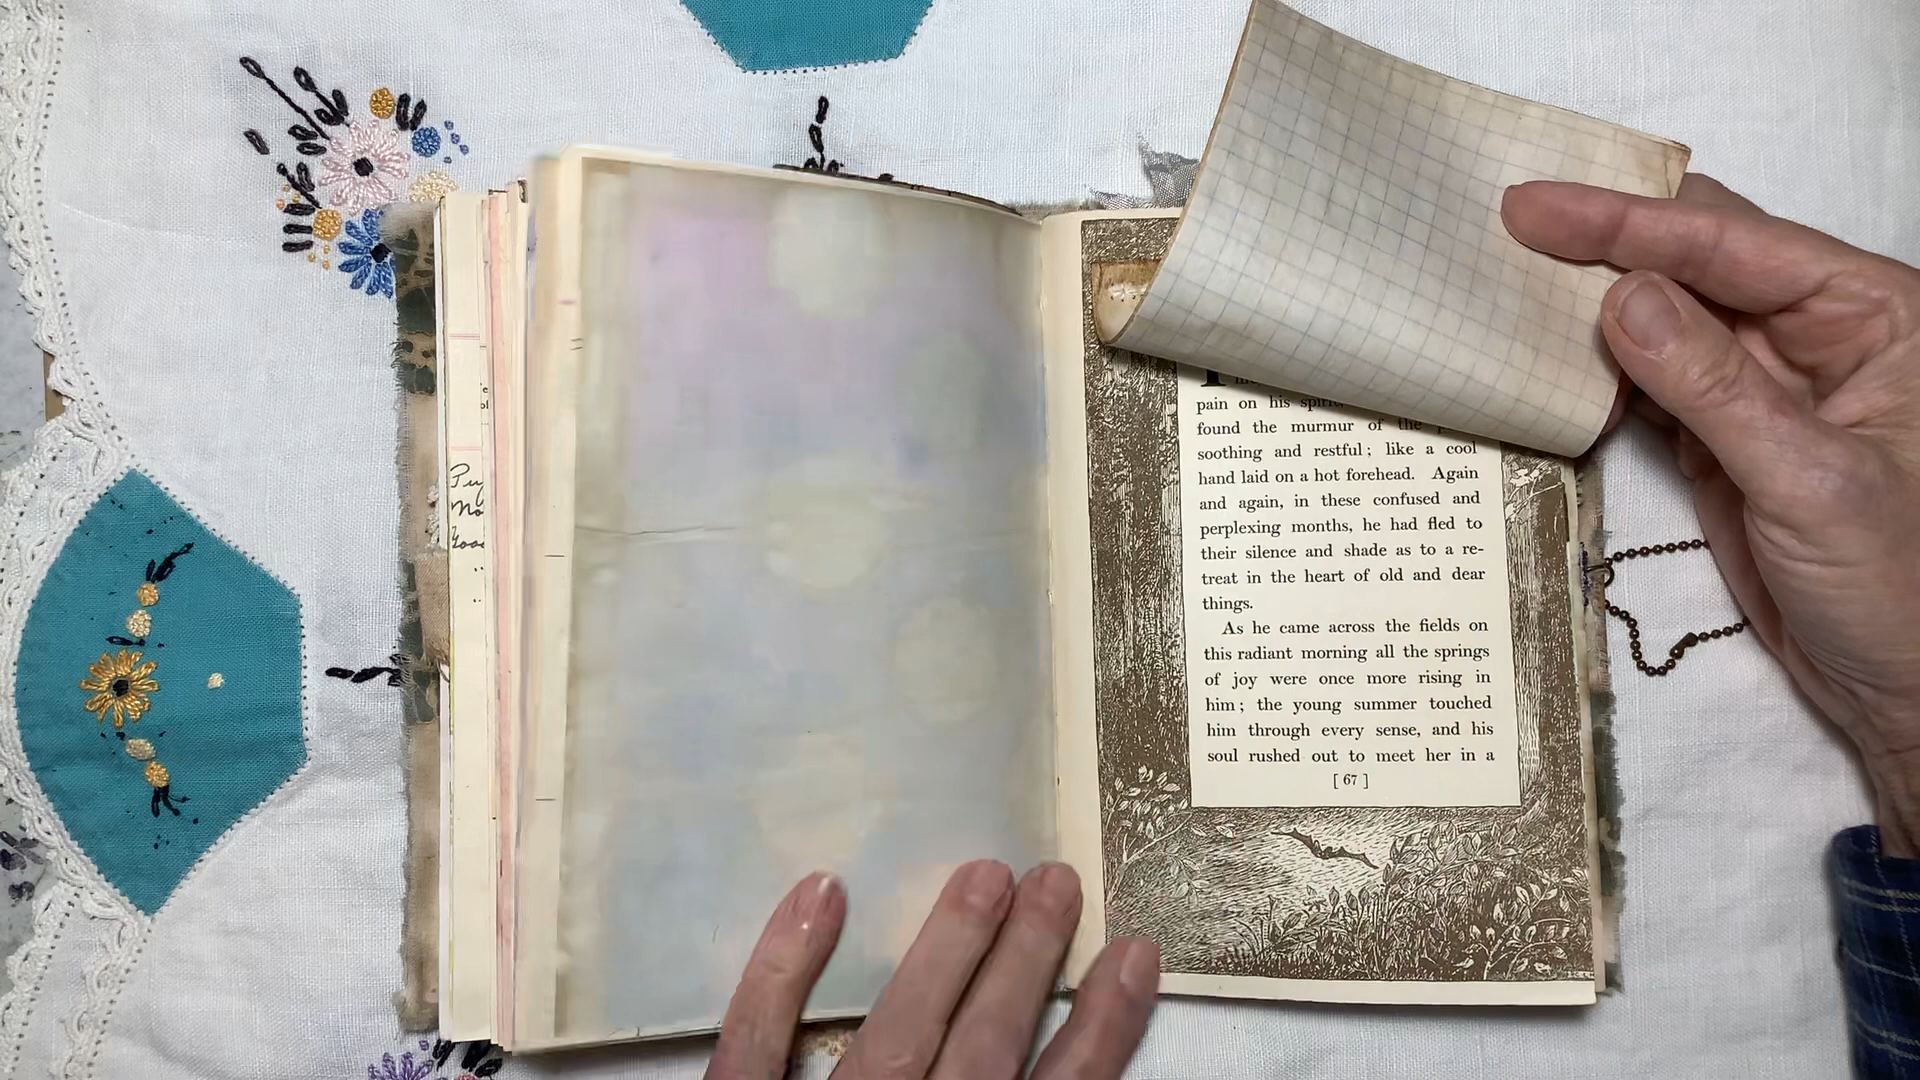 Pu
No
Goo
pain on his
found the murmur of the
soothing and restful; like a cool
hand laid on a hot forehead. Again
and again, in these confused and
perplexing months, he had fled to
their silence and shade as to a re-
treat in the heart of old and dear
things.
As he came across the fields on
this radiant morning all the springs
of joy were once more rising in
him; the young summer touched
him through every sense, and his
soul rushed out to meet her in a
[ 67 ]